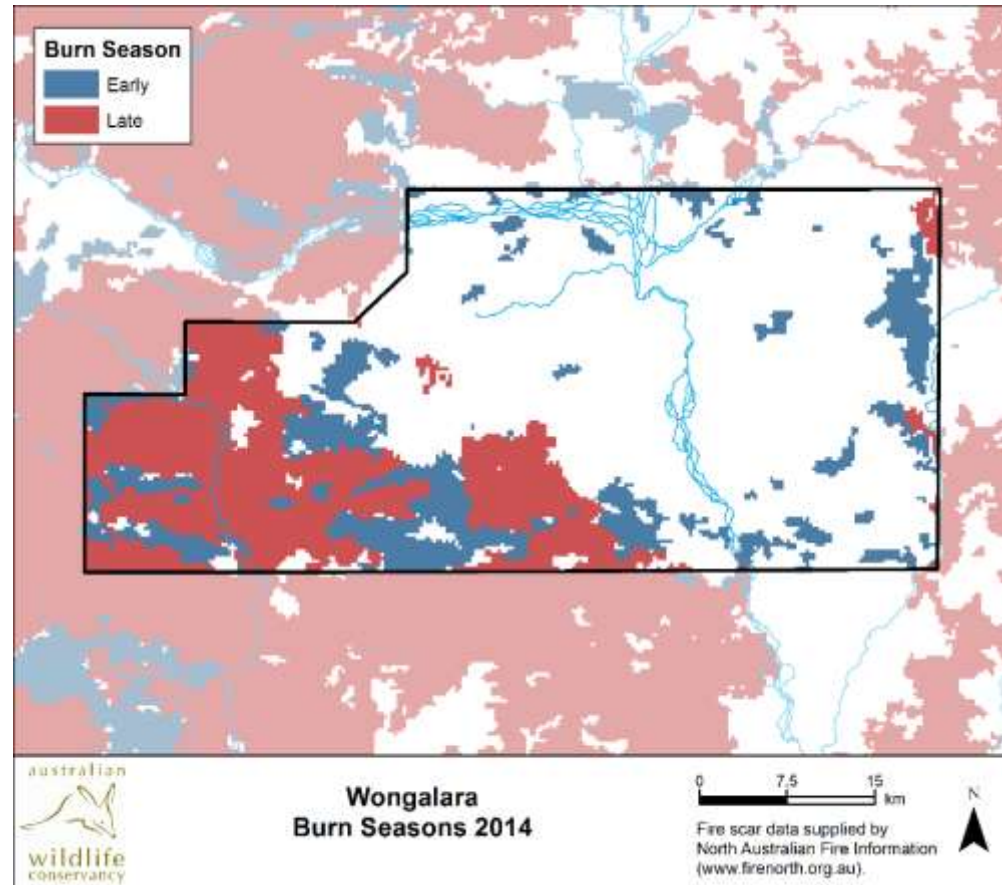 Burn Season
Early
Late
australian
wildlife
conservancy
Wongalara
Burn Seasons 2014
0 7.5 15
km
Fire scar data supplied by
North Australian Fire Information
(www.firenorth.org.au).
N